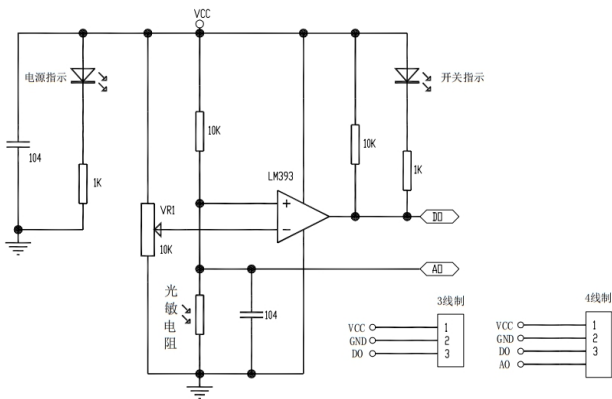 VCC
电源指示
开关指示
10K
10K
104
1K
1K
LM393
VR1
10K
+
−
DO
AO
光敏电阻
104
3线制
VCC
GND
DO
1
2
3
4线制
VCC
GND
DO
AO
1
2
3